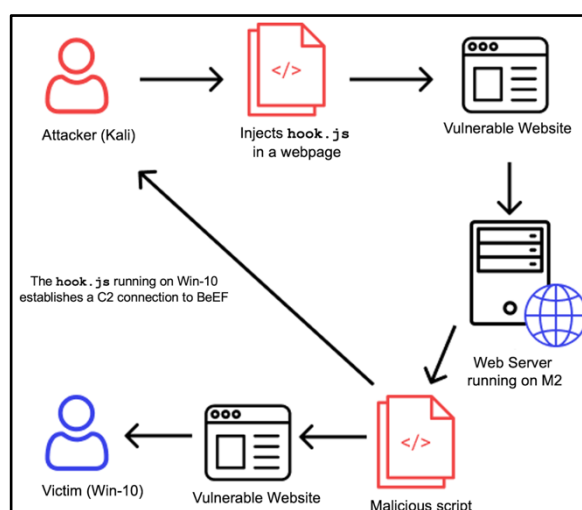 </>
Attacker (Kali)
Injects hook.js
in a webpage
Vulnerable Website
The hook.js running on Win-10
establishes a C2 connection to BeEF
Web Server
running on M2
</>
Victim (Win-10)
Vulnerable Website
Malicious script